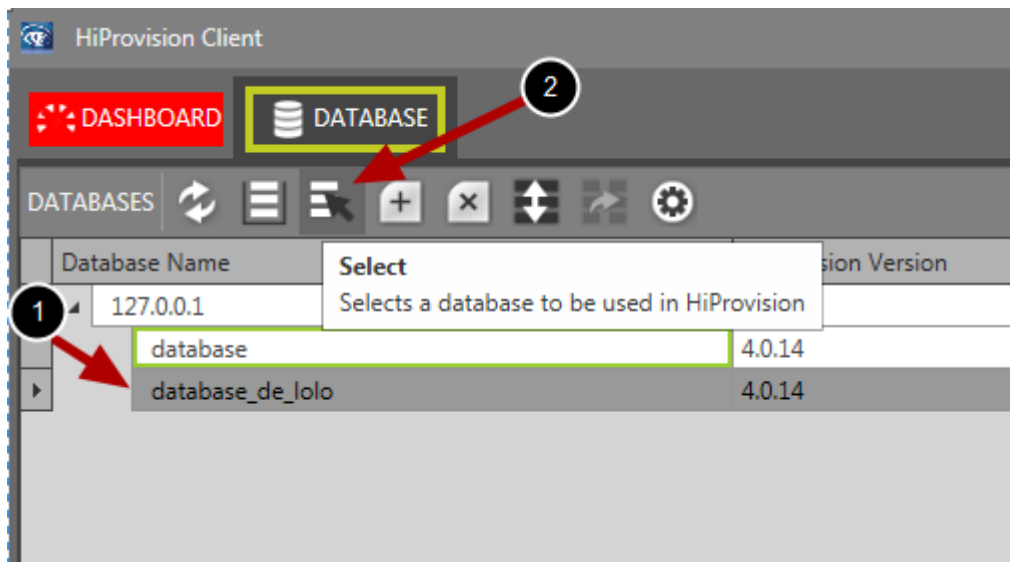 HiProvision Client
DASHBOARD DATABASE 2
DATABASES
Database Name sion Version
Select
Selects a database to be used in HiProvision
1 127.0.0.1
database 4.0.14
database_de_lolo 4.0.14